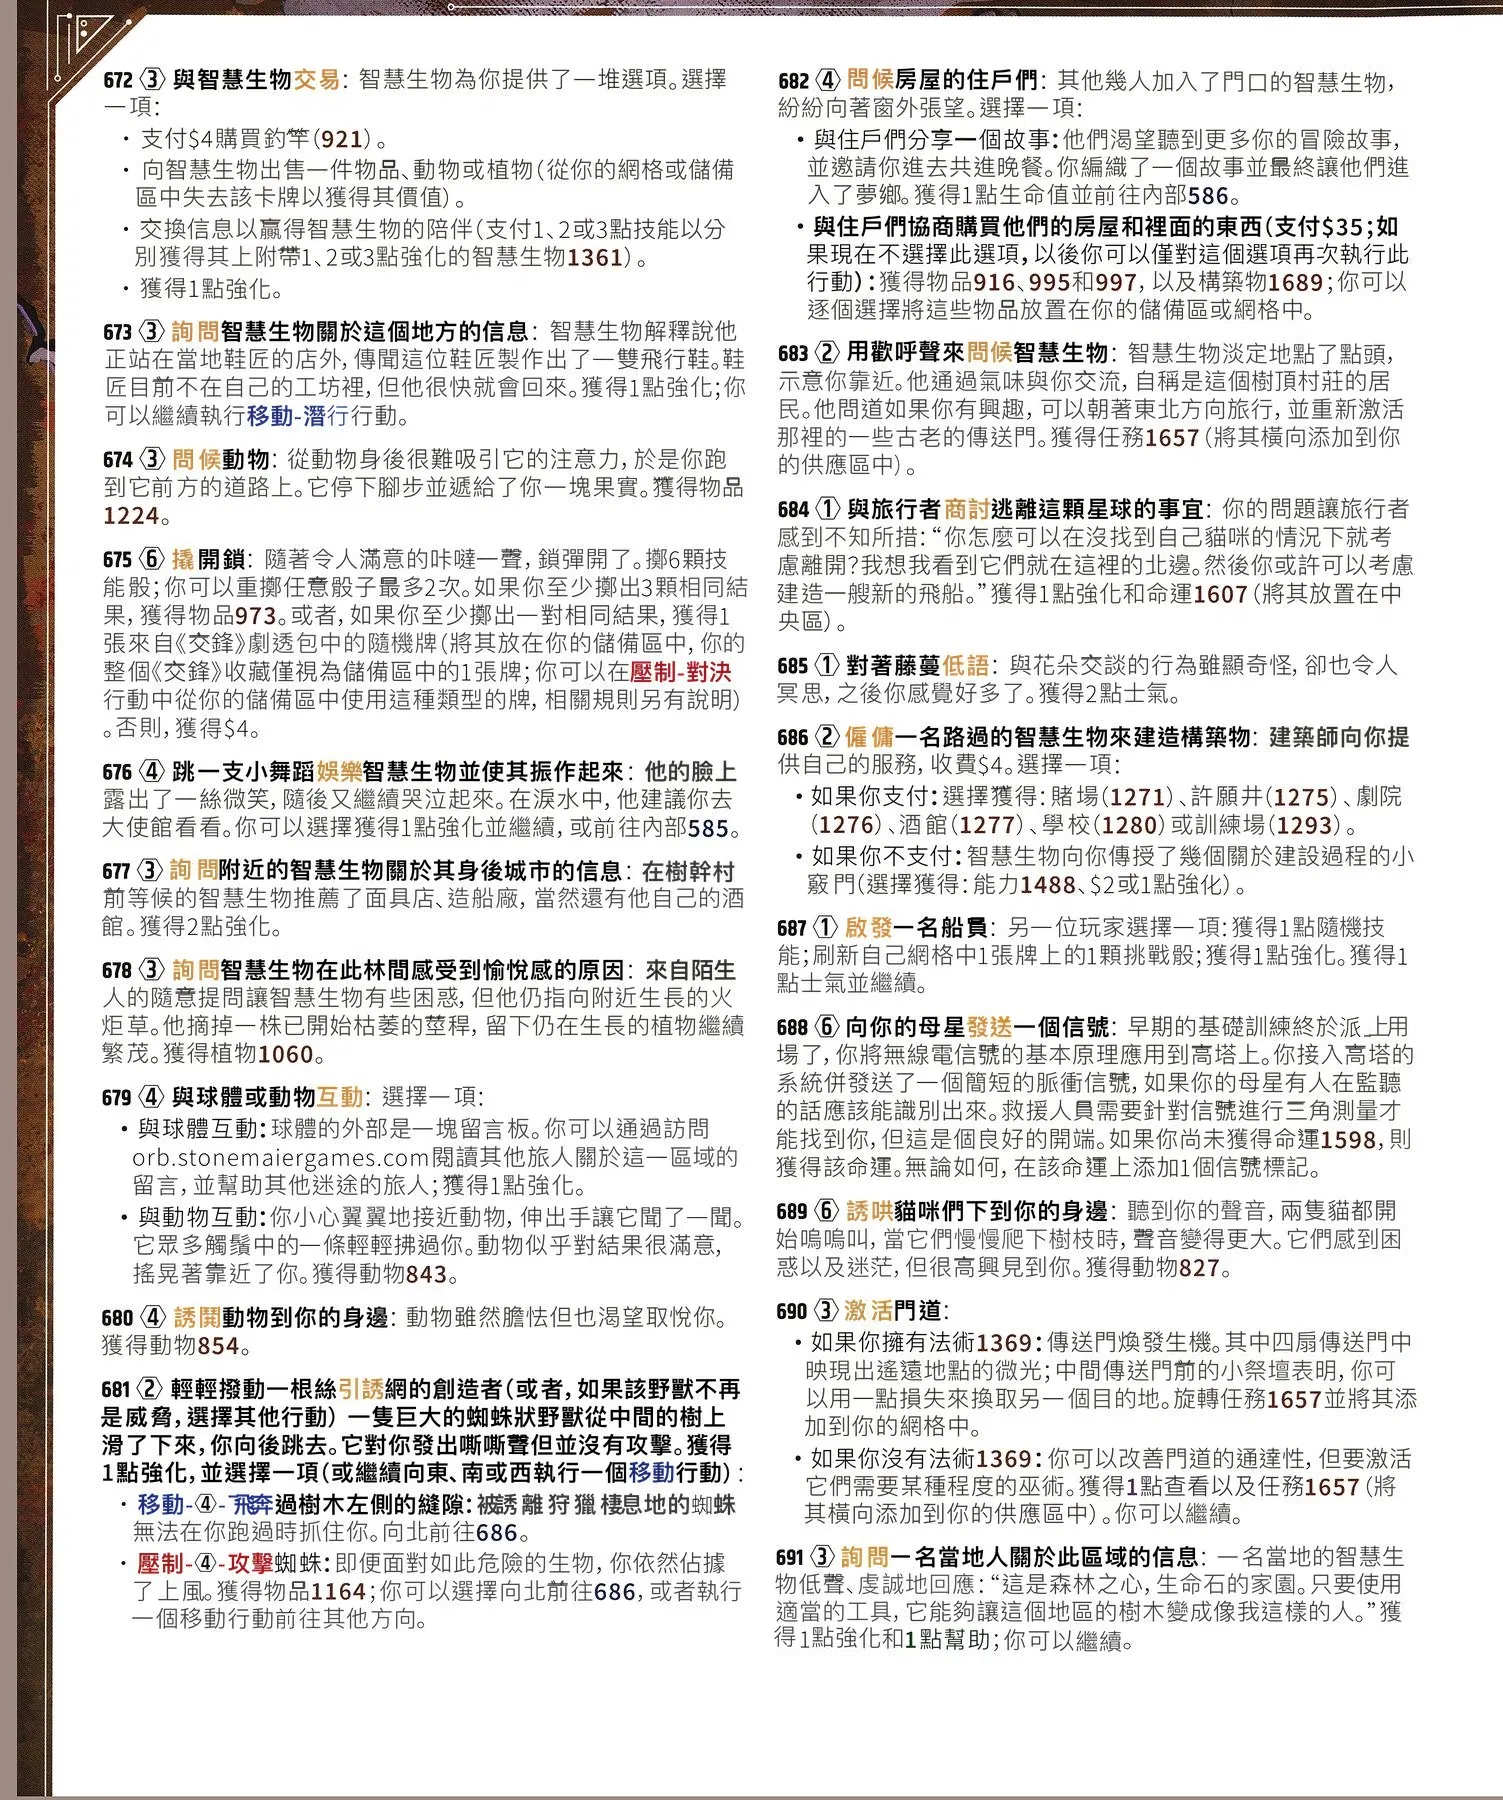 672 3 與智慧生物交易: 智慧生物為你提供了一堆選項。選擇
一項:
・支付$4購買釣竿(921)。
・向智慧生物出售一件物品、動物或植物(從你的網格或儲備
區中失去該卡牌以獲得其價值)。
・交換信息以贏得智慧生物的陪伴(支付1、2或3點技能以分
別獲得其上附帶1、2或3點強化的智慧生物1361)。
・獲得1點強化。
673 3 詢問智慧生物關於這個地方的信息: 智慧生物解釋說他
正站在當地鞋匠的店外,傳聞這位鞋匠製作出了一雙飛行鞋。鞋
匠目前不在自己的工坊裡,但他很快就會回來。獲得1點強化;你
可以繼續執行移動-潛行行動。
674 3 問候動物: 從動物身後很難吸引它的注意力,於是你跑
到它前方的道路上。它停下腳步並遞給了你一塊果實。獲得物品
1224。
675 6 撬開鎖: 隨著令人滿意的咔噠一聲,鎖彈開了。擲6顆技
能骰;你可以重擲任意骰子最多2次。如果你至少擲出3顆相同結
果,獲得物品973。或者,如果你至少擲出一對相同結果,獲得1
張來自《交鋒》劇透包中的隨機牌(將其放在你的儲備區中,你的
整個《交鋒》收藏僅視為儲備區中的1張牌;你可以在壓制-對決
行動中從你的儲備區中使用這種類型的牌,相關規則另有說明)
。否則,獲得$4。
676 4 跳一支小舞蹈娛樂智慧生物並使其振作起來: 他的臉上
露出了一絲微笑,隨後又繼續哭泣起來。在淚水中,他建議你去
大使館看看。你可以選擇獲得1點強化並繼續,或前往內部585。
677 3 詢問附近的智慧生物關於其身後城市的信息: 在樹幹村
前等候的智慧生物推薦了面具店、造船廠,當然還有他自己的酒
館。獲得2點強化。
678 3 詢問智慧生物在此林間感受到愉悅感的原因: 來自陌生
人的隨意提問讓智慧生物有些困惑,但他仍指向附近生長的火
炬草。他摘掉一株已開始枯萎的莖稈,留下仍在生長的植物繼續
繁茂。獲得植物1060。
679 4 與球體或動物互動: 選擇一項:
・與球體互動:球體的外部是一塊留言板。你可以通過訪問
orb.stonemaiergames.com閱讀其他旅人關於這一區域的
留言,並幫助其他迷途的旅人;獲得1點強化。
・與動物互動:你小心翼翼地接近動物,伸出手讓它聞了一聞。
它眾多觸鬚中的一條輕輕拂過你。動物似乎對結果很滿意,
搖晃著靠近了你。獲得動物843。
680 4 誘鬨動物到你的身邊: 動物雖然膽怯但也渴望取悅你。
獲得動物854。
681 2 輕輕撥動一根絲引誘網的創造者(或者,如果該野獸不再
是威脅,選擇其他行動) 一隻巨大的蜘蛛狀野獸從中間的樹上
滑了下來,你向後跳去。它對你發出嘶嘶聲但並沒有攻擊。獲得
1點強化,並選擇一項(或繼續向東、南或西執行一個移動行動):
・移動-4-飛奔過樹木左側的縫隙:被誘離狩獵棲息地的蜘蛛
無法在你跑過時抓住你。向北前往686。
・壓制-4-攻擊蜘蛛:即便面對如此危險的生物,你依然佔據
了上風。獲得物品1164;你可以選擇向北前往686,或者執行
一個移動行動前往其他方向。
682 4 問候房屋的住戶們: 其他幾人加入了門口的智慧生物,
紛紛向著窗外張望。選擇一項:
・與住戶們分享一個故事:他們渴望聽到更多你的冒險故事,
並邀請你進去共進晚餐。你編織了一個故事並最終讓他們進
入了夢鄉。獲得1點生命值並前往內部586。
・與住戶們協商購買他們的房屋和裡面的東西(支付$35;如
果現在不選擇此選項,以後你可以僅對這個選項再次執行此
行動):獲得物品916、995和997,以及構築物1689;你可以
逐個選擇將這些物品放置在你的儲備區或網格中。
683 2 用歡呼聲來問候智慧生物: 智慧生物淡定地點了點頭,
示意你靠近。他通過氣味與你交流,自稱是這個樹頂村莊的居
民。他問道如果你有興趣,可以朝著東北方向旅行,並重新激活
那裡的一些古老的傳送門。獲得任務1657(將其橫向添加到你
的供應區中)。
684 1 與旅行者商討逃離這顆星球的事宜: 你的問題讓旅行者
感到不知所措:“你怎麼可以在沒找到自己貓咪的情況下就考
慮離開?我想我看到它們就在這裡的北邊。然後你或許可以考慮
建造一艘新的飛船。”獲得1點強化和命運1607(將其放置在中
央區)。
685 1 對著藤蔓低語: 與花朵交談的行為雖顯奇怪,卻也令人
冥思,之後你感覺好多了。獲得2點士氣。
686 2 僱傭一名路過的智慧生物來建造構築物: 建築師向你提
供自己的服務,收費$4。選擇一項:
・如果你支付:選擇獲得:賭場(1271)、許願井(1275)、劇院
(1276)、酒館(1277)、學校(1280)或訓練場(1293)。
・如果你不支付:智慧生物向你傳授了幾個關於建設過程的小
竅門(選擇獲得:能力1488、$2或1點強化)。
687 1 啟發一名船員: 另一位玩家選擇一項:獲得1點隨機技
能;刷新自己網格中1張牌上的1顆挑戰骰;獲得1點強化。獲得1
點士氣並繼續。
688 6 向你的母星發送一個信號: 早期的基礎訓練終於派上用
場了,你將無線電信號的基本原理應用到高塔上。你接入高塔的
系統併發送了一個簡短的脈衝信號,如果你的母星有人在監聽
的話應該能識別出來。救援人員需要針對信號進行三角測量才
能找到你,但這是個良好的開端。如果你尚未獲得命運1598,則
獲得該命運。無論如何,在該命運上添加1個信號標記。
689 6 誘哄貓咪們下到你的身邊: 聽到你的聲音,兩隻貓都開
始嗚嗚叫,當它們慢慢爬下樹枝時,聲音變得更大。它們感到困
惑以及迷茫,但很高興見到你。獲得動物827。
690 3 激活門道:
・如果你擁有法術1369:傳送門煥發生機。其中四扇傳送門中
映現出遙遠地點的微光;中間傳送門前的小祭壇表明,你可
以用一點損失來換取另一個目的地。旋轉任務1657並將其添
加到你的網格中。
・如果你沒有法術1369:你可以改善門道的通達性,但要激活
它們需要某種程度的巫術。獲得1點查看以及任務1657(將
其橫向添加到你的供應區中)。你可以繼續。
691 3 詢問一名當地人關於此區域的信息: 一名當地的智慧生
物低聲、虔誠地回應:“這是森林之心,生命石的家園。只要使用
適當的工具,它能夠讓這個地區的樹木變成像我這樣的人。”獲
得1點強化和1點幫助;你可以繼續。